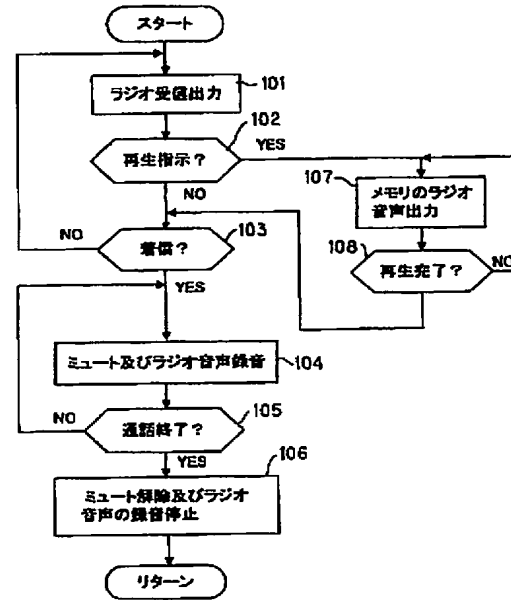 スタート
ラジオ受信出力
101
102
再生指示?
YES
NO
107
メモリのラジオ
音声出力
103
着信?
NO
YES
108
再生完了?
NO
ミュート及びラジオ音声録音
104
105
通話終了?
NO
YES
106
ミュート解除及びラジオ
音声の録音停止
リターン